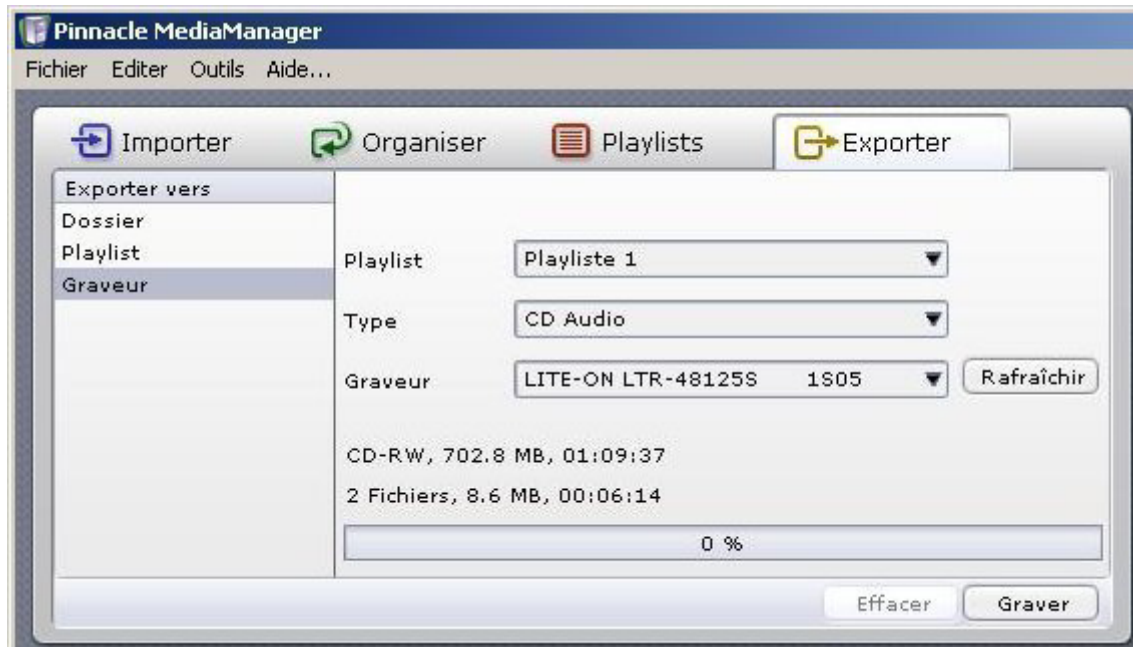 Pinnacle MediaManager
Fichier Editer Outils Aide...
Importer Organiser Playlists Exporter
Exporter vers
Dossier
Playlist
Graveur
Playlist Playliste 1
Type CD Audio
Graveur LITE-ON LTR-48125S 1S05 Rafraîchir
CD-RW, 702.8 MB, 01:09:37
2 Fichiers, 8.6 MB, 00:06:14
0 %
Effacer Graver